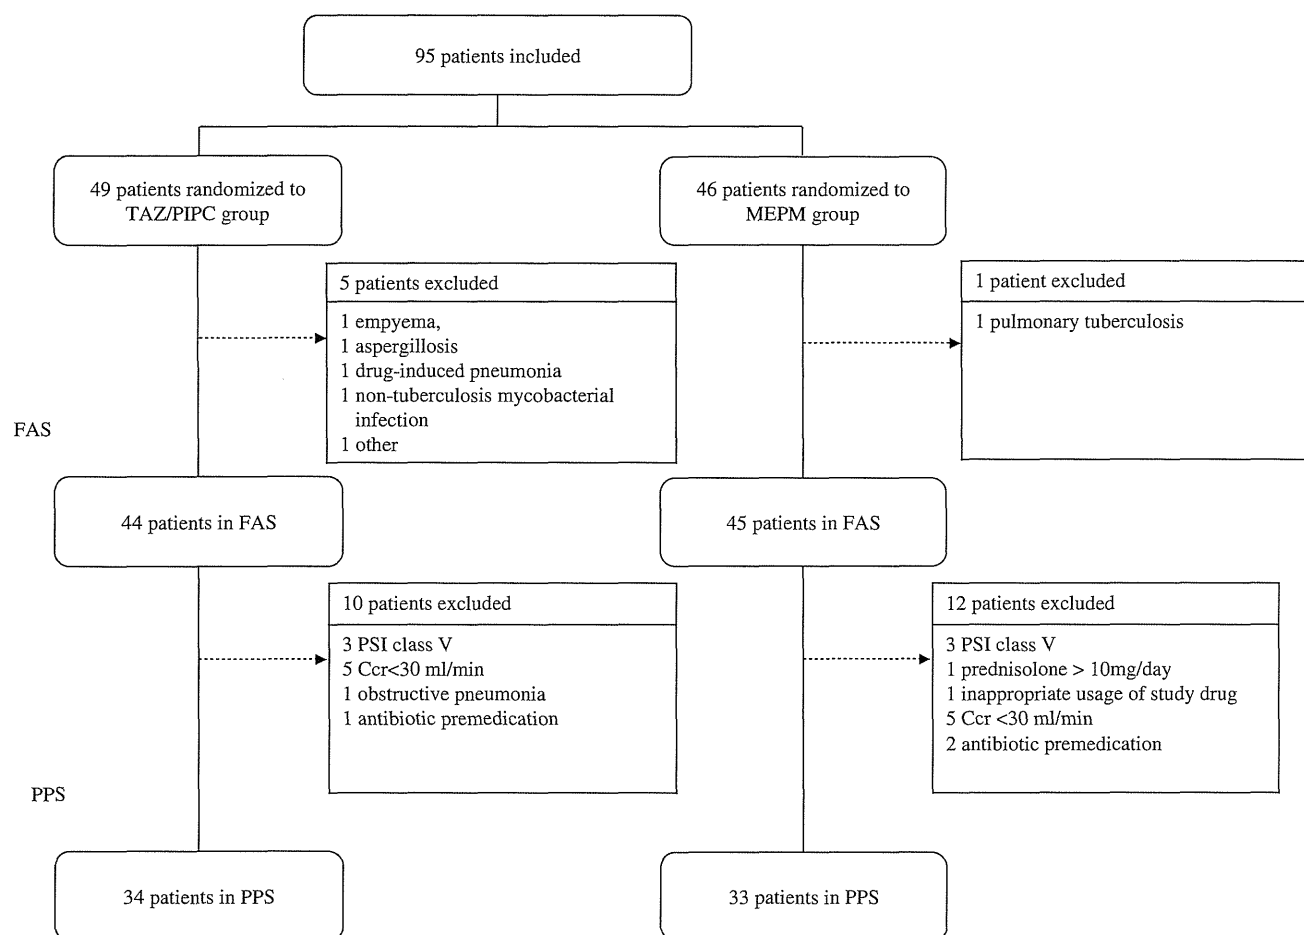 95 patients included
49 patients randomized to
TAZ/PIPC group
46 patients randomized to
MEPM group
5 patients excluded
1 empyema,
1 aspergillosis
1 drug-induced pneumonia
1 non-tuberculosis mycobacterial
infection
1 other
1 patient excluded
1 pulmonary tuberculosis
FAS
44 patients in FAS
45 patients in FAS
10 patients excluded
3 PSI class V
5 Ccr<30 ml/min
1 obstructive pneumonia
1 antibiotic premedication
12 patients excluded
3 PSI class V
1 prednisolone > 10mg/day
1 inappropriate usage of study drug
5 Ccr <30 ml/min
2 antibiotic premedication
PPS
34 patients in PPS
33 patients in PPS